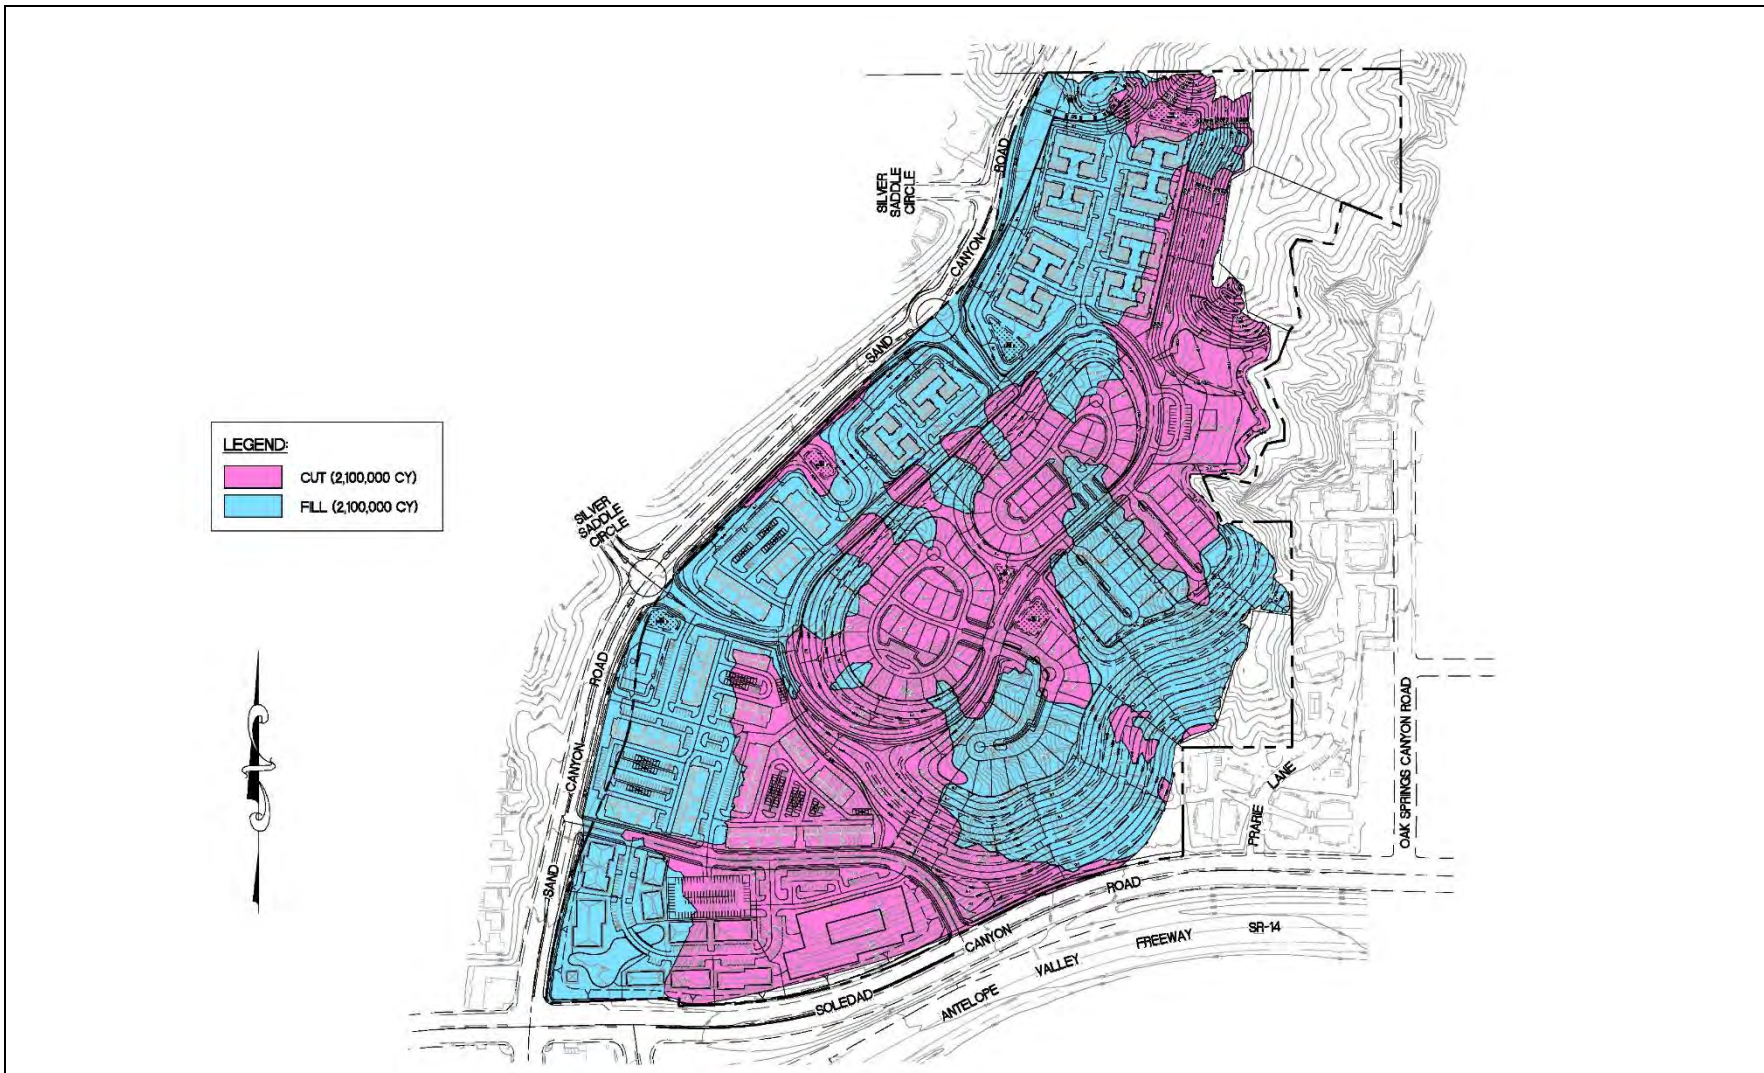 SILVER
SADDLE
CIRCLE
ROAD
CANYON
SAND
LEGEND:
CUT (2,100,000 CY)
FILL (2,100,000 CY)
SILVER
SADDLE
CIRCLE
ROAD
CANYON
SAND
PRARIE
LANE
OAK SPRINGS CANYON ROAD
SOLEDAD
CANYON
ROAD
ANTELOPE
VALLEY
FREEWAY
SR-14